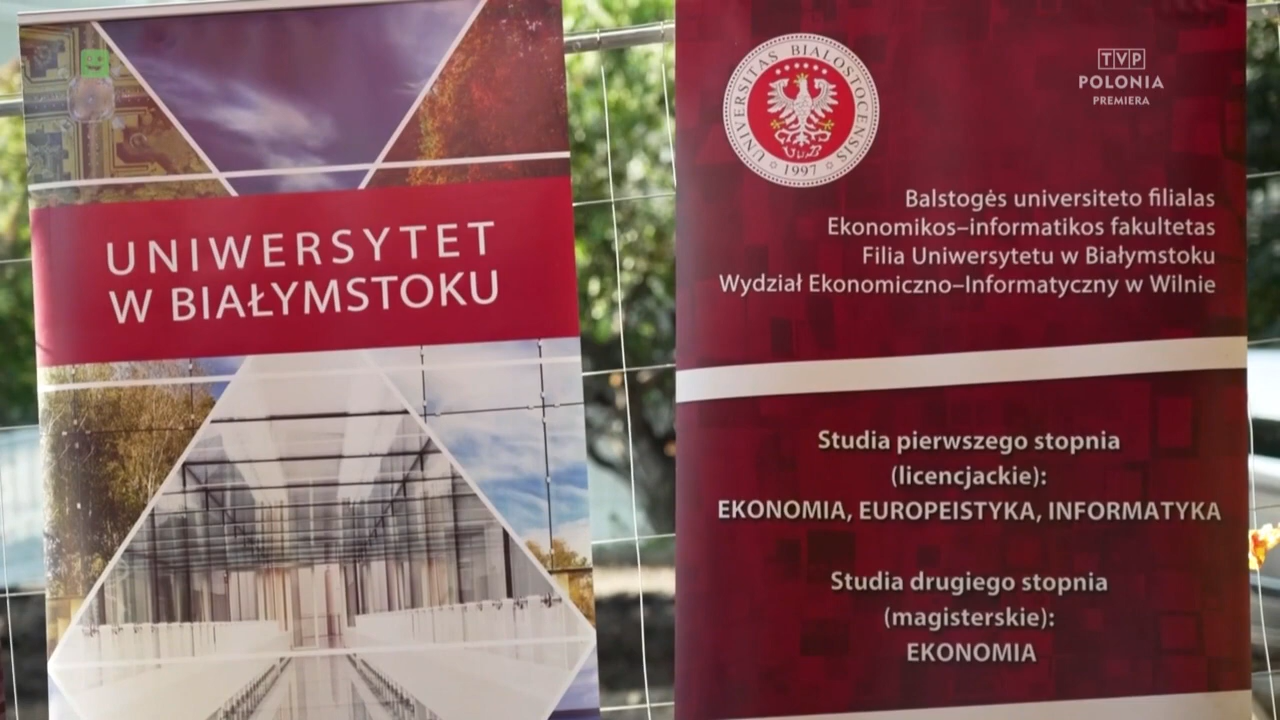 UNIWERSYTET
W BIAŁYMSTOKU
UNIVERSITAS BIALOSTOCENSIS
1997
TVP
POLONIA
PREMIERA
Balstogės universiteto filialas
Ekonomikos–informatikos fakultetas
Filia Uniwersytetu w Białymstoku
Wydział Ekonomiczno–Informatyczny w Wilnie
Studia pierwszego stopnia
(licencjackie):
EKONOMIA, EUROPEISTYKA, INFORMATYKA
Studia drugiego stopnia
(magisterskie):
EKONOMIA